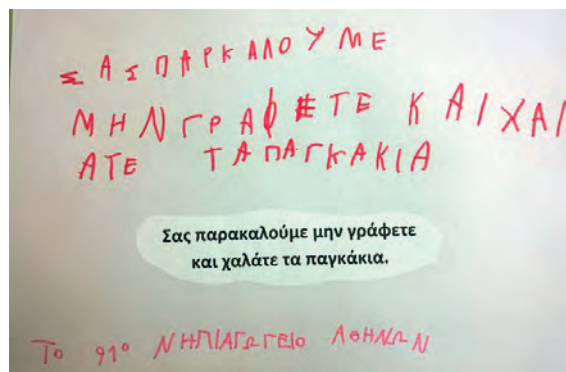 ΣΑΣ ΠΑΡΚΑΛΟΥΜΕ
ΜΗΝ ΓΡΑΦΕΤΕ ΚΑΙ ΧΑΙ
ΑΤΕ ΤΑ ΠΑΓΚΑΚΙΑ
Σας παρακαλούμε μην γράφετε
και χαλάτε τα παγκάκια.
Το 91° ΝΗΠΙΑΓΩΓΕΙΟ ΑΘΗΝΩΝ